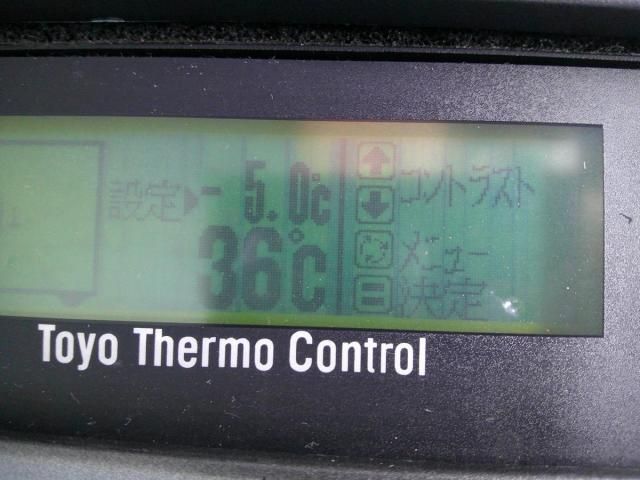 設定▶- 5.0℃
36℃
コントラスト
メニュー
決定
Toyo Thermo Control